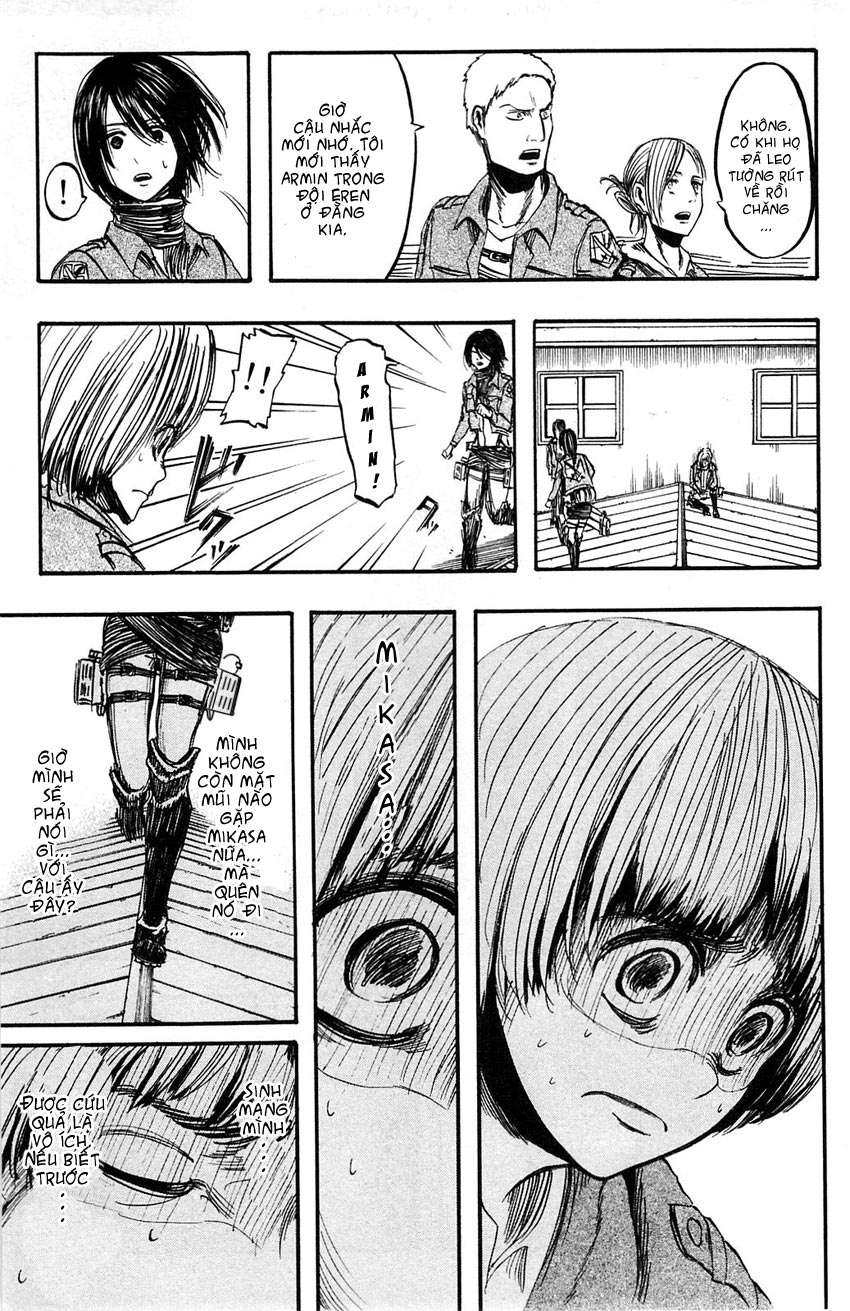 KHÔNG.
CÓ KHI HỌ
ĐÃ LEO
TƯỜNG RÚT
VỀ RỒI
CHĂNG
...
GIỜ
CẬU NHẮC
MỚI NHỚ. TÔI
MỚI THẤY
ARMIN TRONG
ĐỘI EREN
Ở ĐẰNG
KIA.
!
ARMIN!
!!
MIKASA...
MÌNH
KHÔNG
CÒN MẶT
MŨI NÀO
GẶP
MIKASA
NỮA...
MÀ
QUÊN
NÓ ĐI
...
GIỜ
MÌNH
SẼ
PHẢI
NÓI
GÌ...
VỚI
CẬU ẤY
ĐÂY?
SINH
MẠNG
MÌNH
...
ĐƯỢC CỨU
QUẢ LÀ
VÔ ÍCH.
NẾU BIẾT
TRƯỚC
...